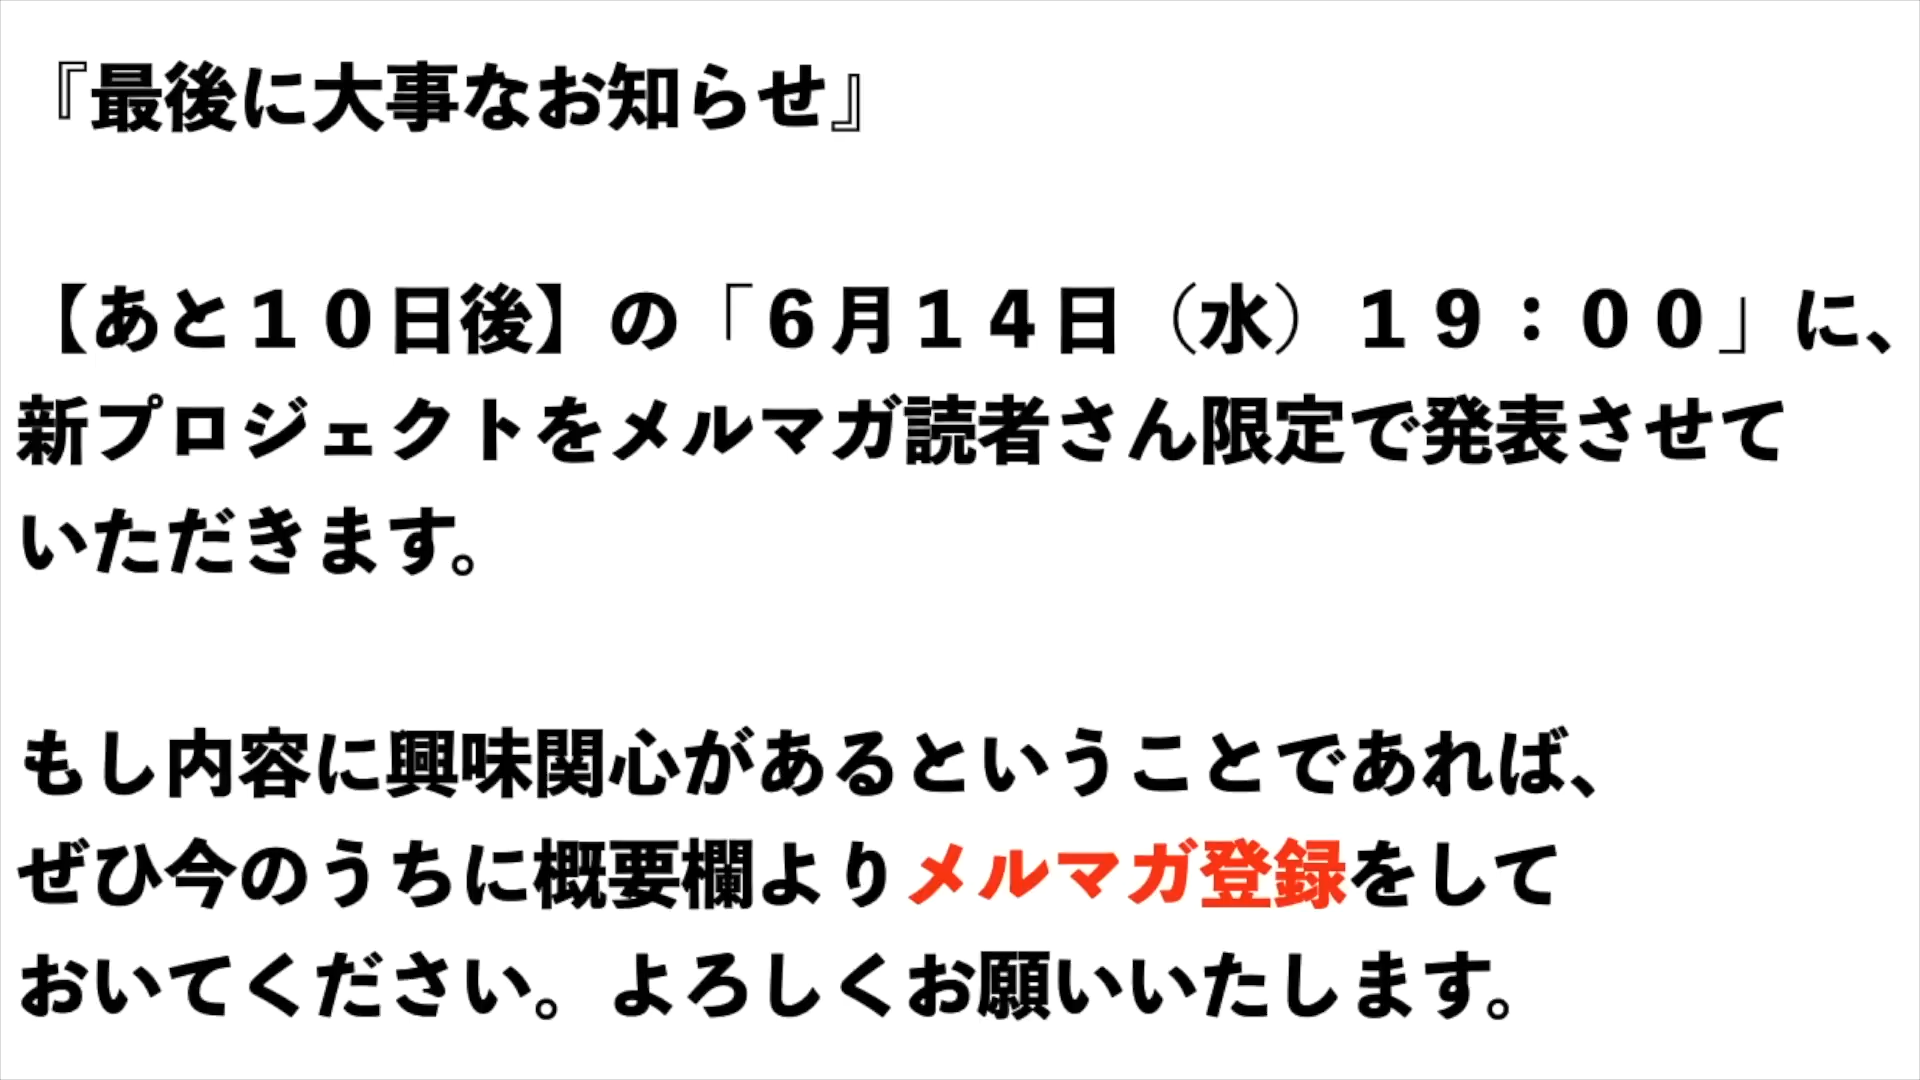 『最後に大事なお知らせ』
【あと１０日後】の「６月１４日（水）１９：００」に、
新プロジェクトをメルマガ読者さん限定で発表させて
いただきます。
もし内容に興味関心があるということであれば、
ぜひ今のうちに概要欄よりメルマガ登録をして
おいてください。よろしくお願いいたします。